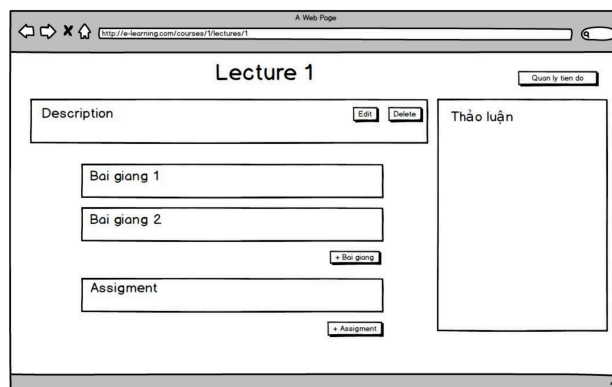 A Web Page
http://e-learning.com/courses/1/lectures/1
Lecture 1
Quan ly tien do
Description
Edit
Delete
Thảo luận
Bai giang 1
Bai giang 2
+ Bai giang
Assigment
+ Assigment